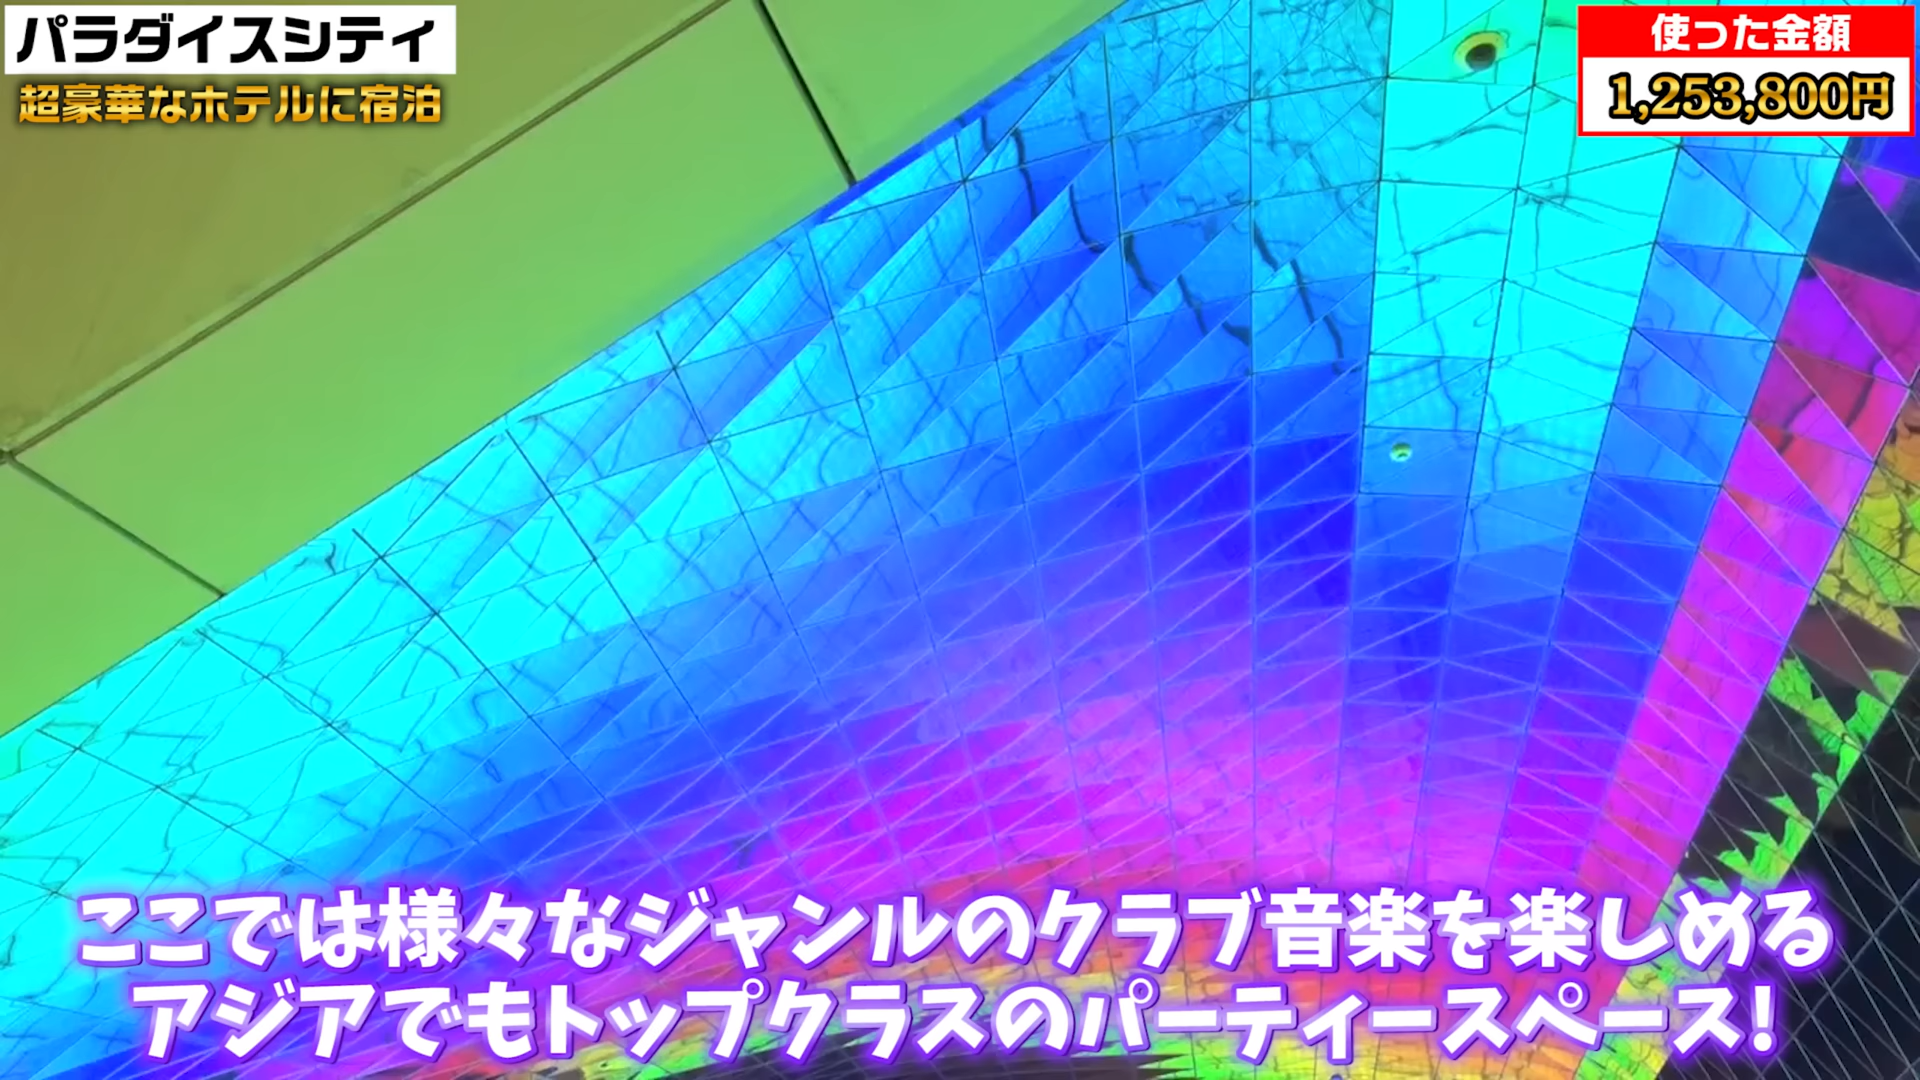 パラダイスシティ
超豪華なホテルに宿泊
使った金額
1,253,800円
ここでは様々なジャンルのクラブ音楽を楽しめる
アジアでもトップクラスのパーティースペース!